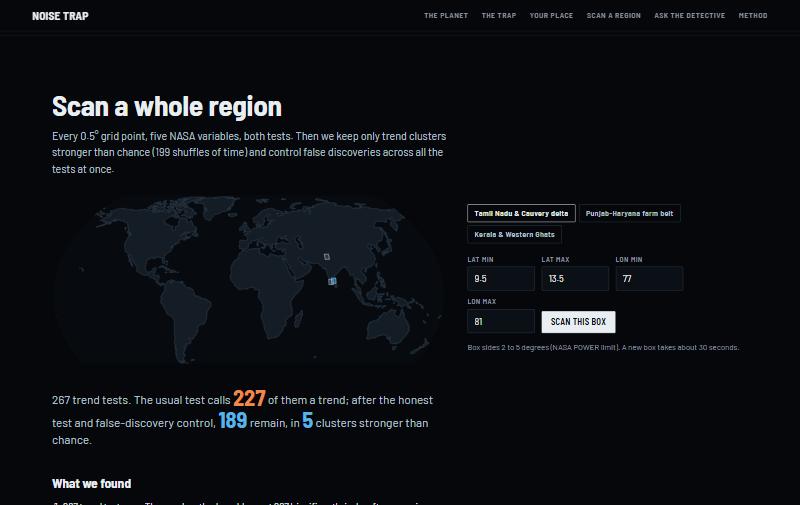 NOISE TRAP
THE PLANET THE TRAP YOUR PLACE SCAN A REGION ASK THE DETECTIVE METHOD
Scan a whole region
Every 0.5° grid point, five NASA variables, both tests. Then we keep only trend clusters
stronger than chance (199 shuffles of time) and control false discoveries across all the
tests at once.
Tamil Nadu & Cauvery delta Punjab-Haryana farm belt
Kerala & Western Ghats
LAT MIN LAT MAX LON MIN
9.5 13.5 77
LON MAX
81 SCAN THIS BOX
Box sides 2 to 5 degrees (NASA POWER limit). A new box takes about 30 seconds.
267 trend tests. The usual test calls 227 of them a trend; after the honest
test and false-discovery control, 189 remain, in 5 clusters stronger than
chance.
What we found